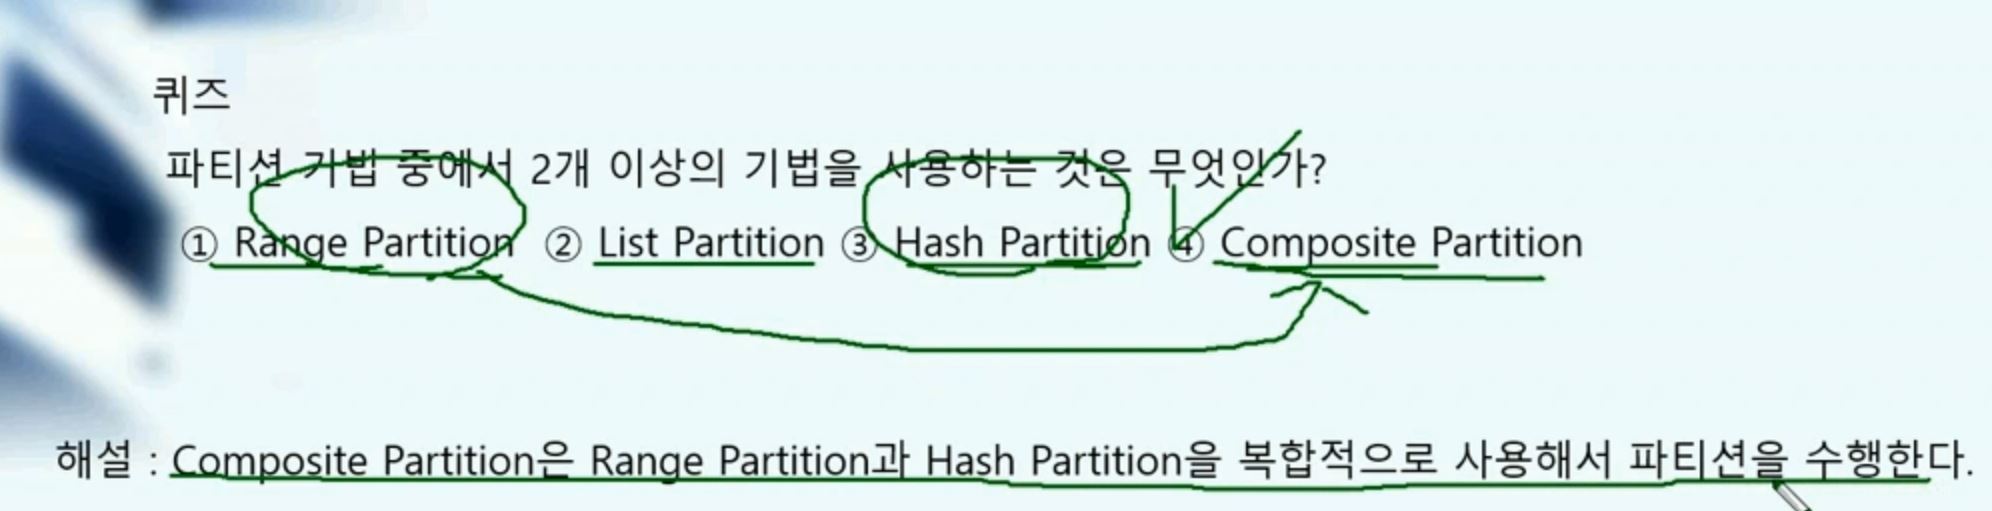 퀴즈
파티션 기법 중에서 2개 이상의 기법을 사용하는 것은 무엇인가?
① Range Partition ② List Partition ③ Hash Partition ④ Composite Partition
해설 : Composite Partition은 Range Partition과 Hash Partition을 복합적으로 사용해서 파티션을 수행한다.